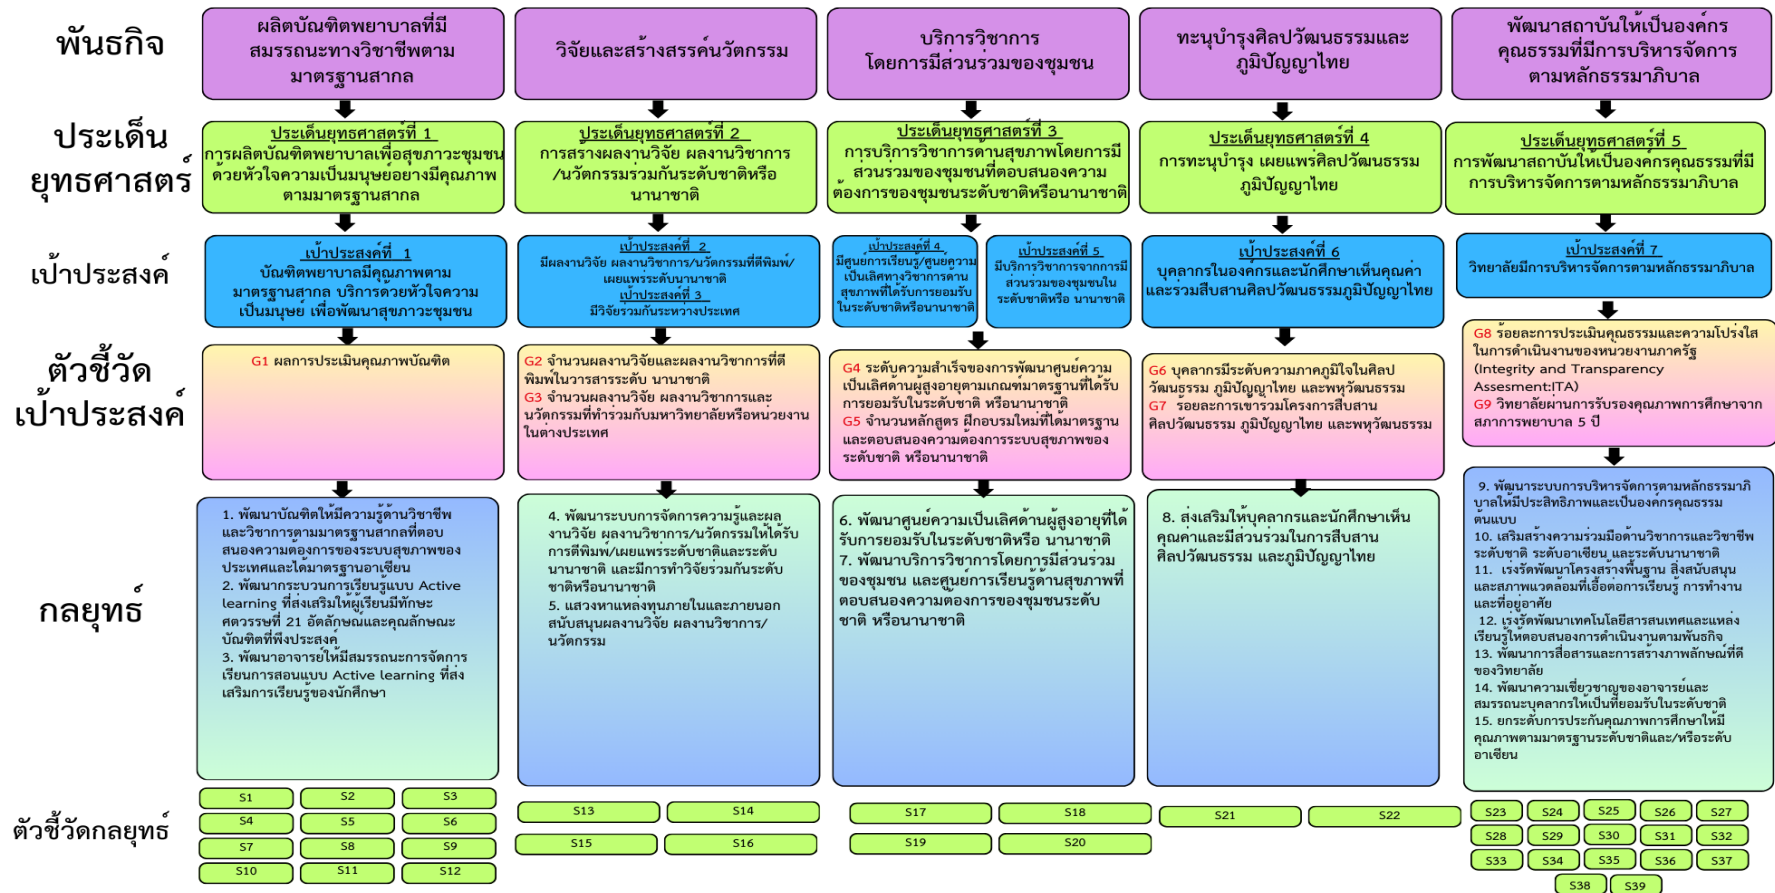 พันธกิจ
ผลิตบัณฑิตพยาบาลที่มี
สมรรถนะทางวิชาชีพตาม
มาตรฐานสากล
วิจัยและสร้างสรรค์นวัตกรรม
บริการวิชาการ
โดยการมีส่วนร่วมของชุมชน
ทะนุบำรุงศิลปวัฒนธรรมและ
ภูมิปัญญาไทย
พัฒนาสถาบันให้เป็นองค์กร
คุณธรรมที่มีการบริหารจัดการ
ตามหลักธรรมาภิบาล
ประเด็น
ยุทธศาสตร์
ประเด็นยุทธศาสตร์ที่ 1
การผลิตบัณฑิตพยาบาลเพื่อสุขภาวะชุมชน
ด้วยหัวใจความเป็นมนุษย์อย่างมีคุณภาพ
ตามมาตรฐานสากล
ประเด็นยุทธศาสตร์ที่ 2
การสร้างผลงานวิจัย ผลงานวิชาการ
/นวัตกรรมร่วมกันระดับชาติหรือ
นานาชาติ
ประเด็นยุทธศาสตร์ที่ 3
การบริการวิชาการด้านสุขภาพโดยการมี
ส่วนร่วมของชุมชนที่ตอบสนองความ
ต้องการของชุมชนระดับชาติหรือนานาชาติ
ประเด็นยุทธศาสตร์ที่ 4
การทะนุบำรุง เผยแพร่ศิลปวัฒนธรรม
ภูมิปัญญาไทย
ประเด็นยุทธศาสตร์ที่ 5
การพัฒนาสถาบันให้เป็นองค์กรคุณธรรมที่มี
การบริหารจัดการตามหลักธรรมาภิบาล
เป้าประสงค์
เป้าประสงค์ที่ 1
บัณฑิตพยาบาลมีคุณภาพตาม
มาตรฐานสากล บริการด้วยหัวใจความ
เป็นมนุษย์ เพื่อพัฒนาสุขภาวะชุมชน
เป้าประสงค์ที่ 2
มีผลงานวิจัย ผลงานวิชาการ/นวัตกรรมที่ตีพิมพ์/
เผยแพร่ระดับนานาชาติ
เป้าประสงค์ที่ 3
มีวิจัยร่วมกันระหว่างประเทศ
เป้าประสงค์ที่ 4
มีศูนย์การเรียนรู้/ศูนย์ความ
เป็นเลิศทางวิชาการด้าน
สุขภาพที่ได้รับการยอมรับ
ในระดับชาติหรือนานาชาติ
เป้าประสงค์ที่ 5
มีบริการวิชาการจากการมี
ส่วนร่วมของชุมชนใน
ระดับชาติหรือ นานาชาติ
เป้าประสงค์ที่ 6
บุคลากรในองค์กรและนักศึกษาเห็นคุณค่า
และร่วมสืบสานศิลปวัฒนธรรมภูมิปัญญาไทย
เป้าประสงค์ที่ 7
วิทยาลัยมีการบริหารจัดการตามหลักธรรมาภิบาล
ตัวชี้วัด
เป้าประสงค์
G1 ผลการประเมินคุณภาพบัณฑิต
G2 จำนวนผลงานวิจัยและผลงานวิชาการที่ตี
พิมพ์ในวารสารระดับ นานาชาติ
G3 จำนวนผลงานวิจัย ผลงานวิชาการและ
นวัตกรรมที่ทำร่วมกับมหาวิทยาลัยหรือหน่วยงาน
ในต่างประเทศ
G4 ระดับความสำเร็จของการพัฒนาศูนย์ความ
เป็นเลิศด้านผู้สูงอายุตามเกณฑ์มาตรฐานที่ได้รับ
การยอมรับในระดับชาติ หรือนานาชาติ
G5 จำนวนหลักสูตร ฝึกอบรมใหม่ที่ได้มาตรฐาน
และตอบสนองความต้องการระบบสุขภาพของ
ระดับชาติ หรือนานาชาติ
G6 บุคลากรมีระดับความภาคภูมิใจในศิลป
วัฒนธรรม ภูมิปัญญาไทย และพหุวัฒนธรรม
G7 ร้อยละการเข้าร่วมโครงการสืบสาน
ศิลปวัฒนธรรม ภูมิปัญญาไทย และพหุวัฒนธรรม
G8 ร้อยละการประเมินคุณธรรมและความโปร่งใส
ในการดำเนินงานของหน่วยงานภาครัฐ
(Integrity and Transparency
Assesment:ITA)
G9 วิทยาลัยผ่านการรับรองคุณภาพการศึกษาจาก
สภาการพยาบาล 5 ปี
กลยุทธ์
1. พัฒนาบัณฑิตให้มีความรู้ด้านวิชาชีพ
และวิชาการตามมาตรฐานสากลที่ตอบ
สนองความต้องการของระบบสุขภาพของ
ประเทศและได้มาตรฐานอาเซียน
2. พัฒนากระบวนการเรียนรู้แบบ Active
learning ที่ส่งเสริมให้ผู้เรียนมีทักษะ
ศตวรรษที่ 21 อัตลักษณ์และคุณลักษณะ
บัณฑิตที่พึงประสงค์
3. พัฒนาอาจารย์ให้มีสมรรถนะการจัดการ
เรียนการสอนแบบ Active learning ที่ส่ง
เสริมการเรียนรู้ของนักศึกษา
4. พัฒนาระบบการจัดการความรู้และผล
งานวิจัย ผลงานวิชาการ/นวัตกรรมให้ได้รับ
การตีพิมพ์/เผยแพร่ระดับชาติและระดับ
นานาชาติ และมีการทำวิจัยร่วมกันระดับ
ชาติหรือนานาชาติ
5. แสวงหาแหล่งทุนภายในและภายนอก
สนับสนุนผลงานวิจัย ผลงานวิชาการ/
นวัตกรรม
6. พัฒนาศูนย์ความเป็นเลิศด้านผู้สูงอายุที่ได้
รับการยอมรับในระดับชาติหรือ นานาชาติ
7. พัฒนาบริการวิชาการโดยการมีส่วนร่วม
ของชุมชน และศูนย์การเรียนรู้ด้านสุขภาพที่
ตอบสนองความต้องการของชุมชนระดับ
ชาติ หรือนานาชาติ
8. ส่งเสริมให้บุคลากรและนักศึกษาเห็น
คุณค่าและมีส่วนร่วมในการสืบสาน
ศิลปวัฒนธรรม และภูมิปัญญาไทย
9. พัฒนาระบบการบริหารจัดการตามหลักธรรมาภิ
บาลให้มีประสิทธิภาพและเป็นองค์กรคุณธรรม
ต้นแบบ
10. เสริมสร้างความร่วมมือด้านวิชาการและวิชาชีพ
ระดับชาติ ระดับอาเซียน และระดับนานาชาติ
11. เร่งรัดพัฒนาโครงสร้างพื้นฐาน สิ่งสนับสนุน
และสภาพแวดล้อมที่เอื้อต่อการเรียนรู้ การทำงาน
และที่อยู่อาศัย
12. เร่งรัดพัฒนาเทคโนโลยีสารสนเทศและแหล่ง
เรียนรู้ให้ตอบสนองการดำเนินงานตามพันธกิจ
13. พัฒนาการสื่อสารและการสร้างภาพลักษณ์ที่ดี
ของวิทยาลัย
14. พัฒนาความเชี่ยวชาญของอาจารย์และ
สมรรถนะบุคลากรให้เป็นที่ยอมรับในระดับชาติ
15. ยกระดับการประกันคุณภาพการศึกษาให้มี
คุณภาพตามมาตรฐานระดับชาติและ/หรือระดับ
อาเซียน
ตัวชี้วัดกลยุทธ์
S1 S2 S3
S4 S5 S6
S7 S8 S9
S10 S11 S12
S13 S14
S15 S16
S17 S18
S19 S20
S21 S22
S23 S24 S25 S26 S27
S28 S29 S30 S31 S32
S33 S34 S35 S36 S37
S38 S39